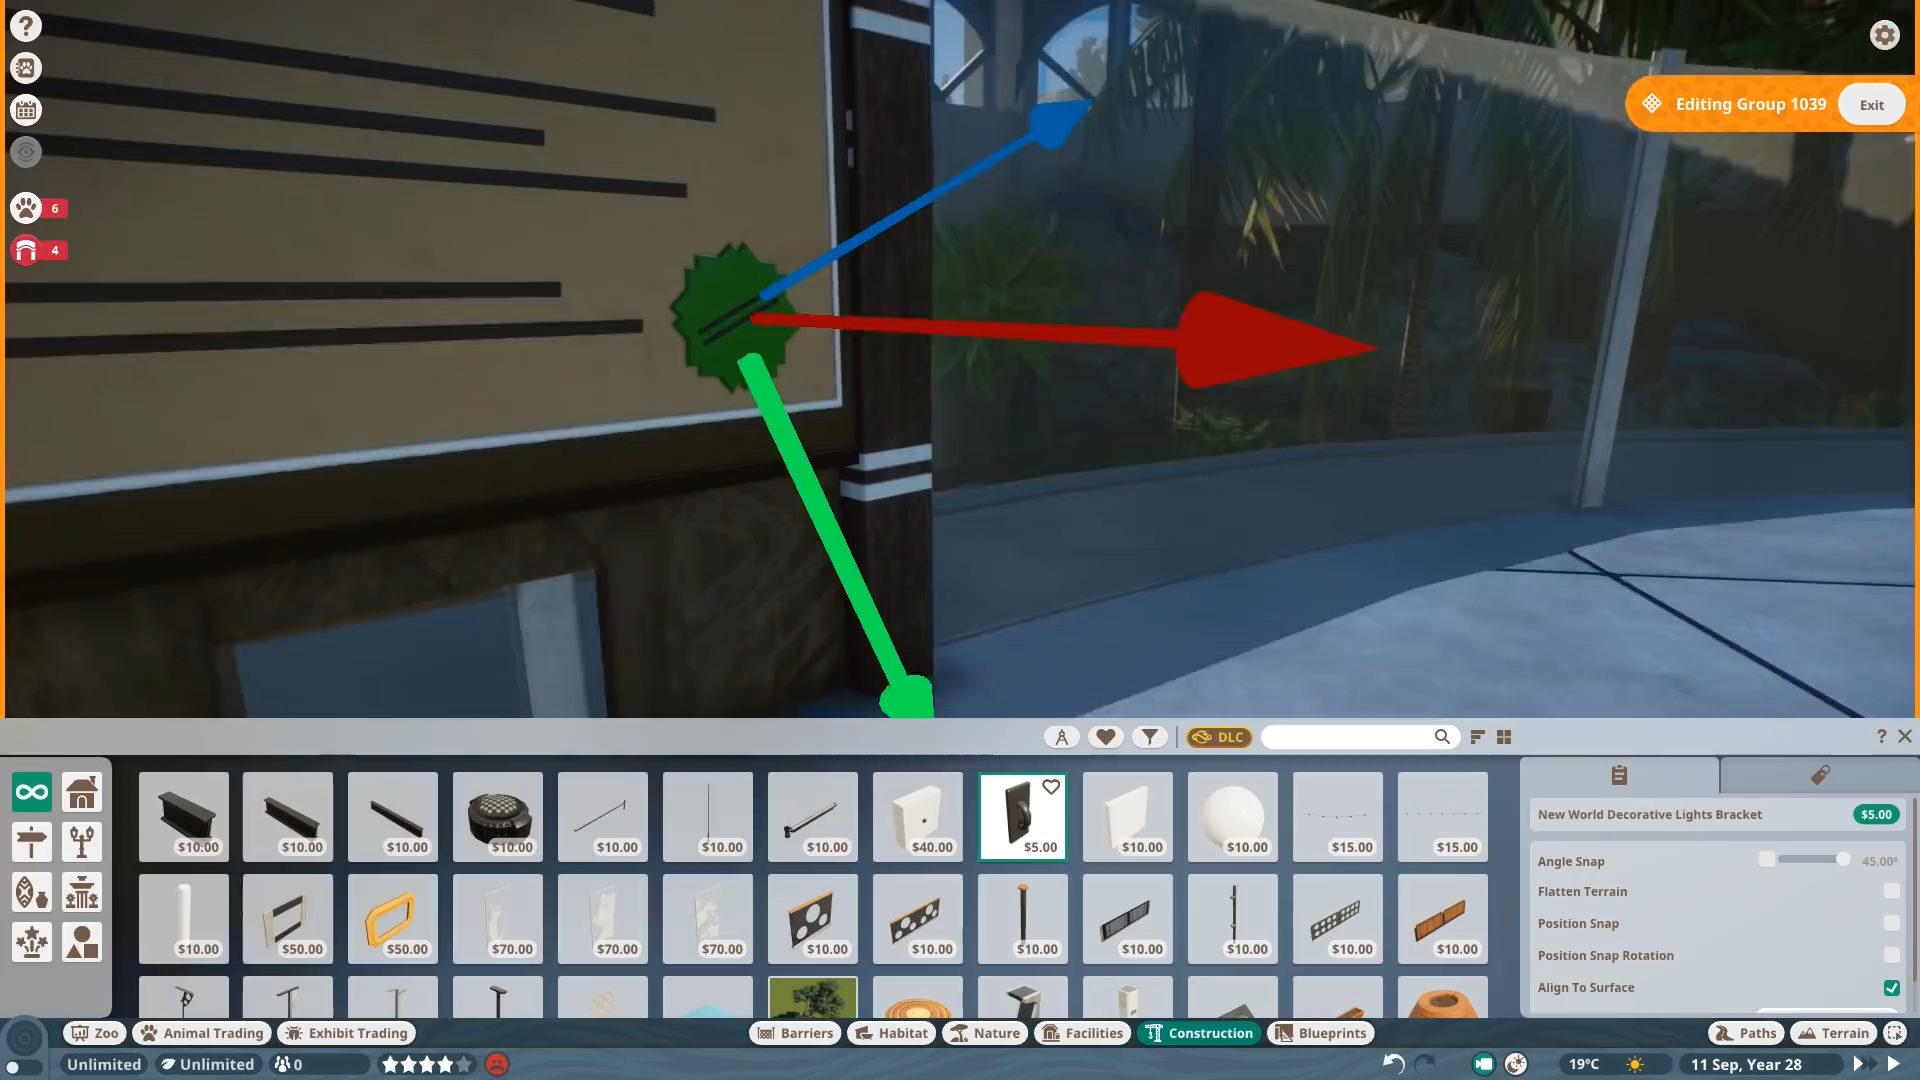 Editing Group 1039
Exit
6
4
DLC
?
$10.00
$10.00
$10.00
$10.00
$10.00
$10.00
$10.00
$40.00
$5.00
$10.00
$10.00
$15.00
$15.00
$10.00
$50.00
$50.00
$70.00
$70.00
$70.00
$10.00
$10.00
$10.00
$10.00
$10.00
$10.00
$10.00
New World Decorative Lights Bracket
$5.00
Angle Snap
45.00°
Flatten Terrain
Position Snap
Position Snap Rotation
Align To Surface
Zoo
Animal Trading
Exhibit Trading
Barriers
Habitat
Nature
Facilities
Construction
Blueprints
Paths
Terrain
Unlimited
Unlimited
0
19°C
11 Sep, Year 28